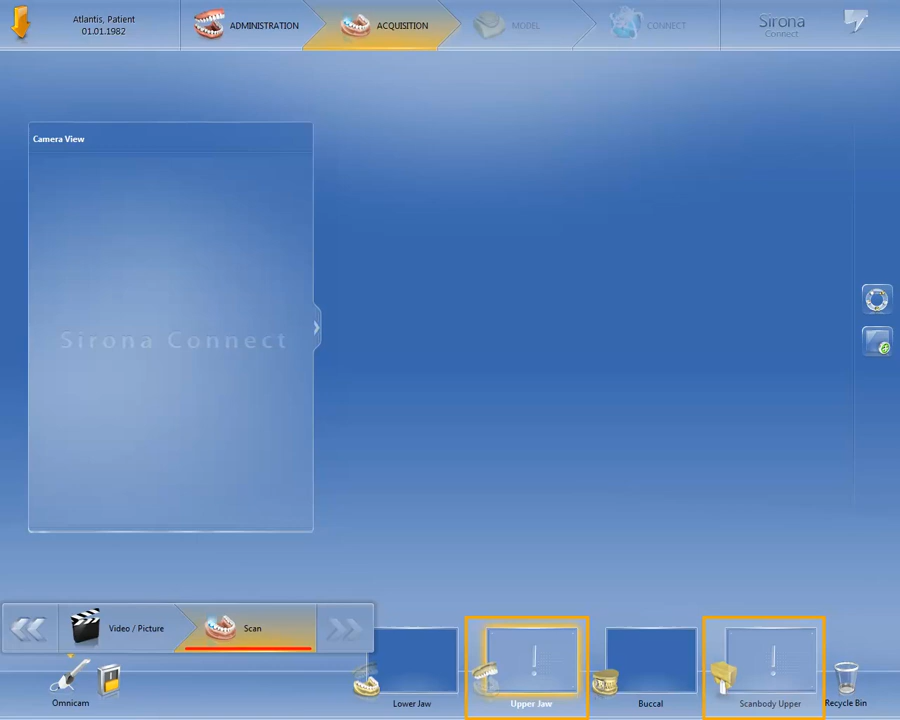 Atlantis, Patient
01.01.1982
ADMINISTRATION
ACQUISITION
MODEL
CONNECT
Sirona
Connect
Camera View
Sirona Connect
Video / Picture
Scan
Omnicam
Lower Jaw
Upper Jaw
Buccal
Scanbody Upper
Recycle Bin